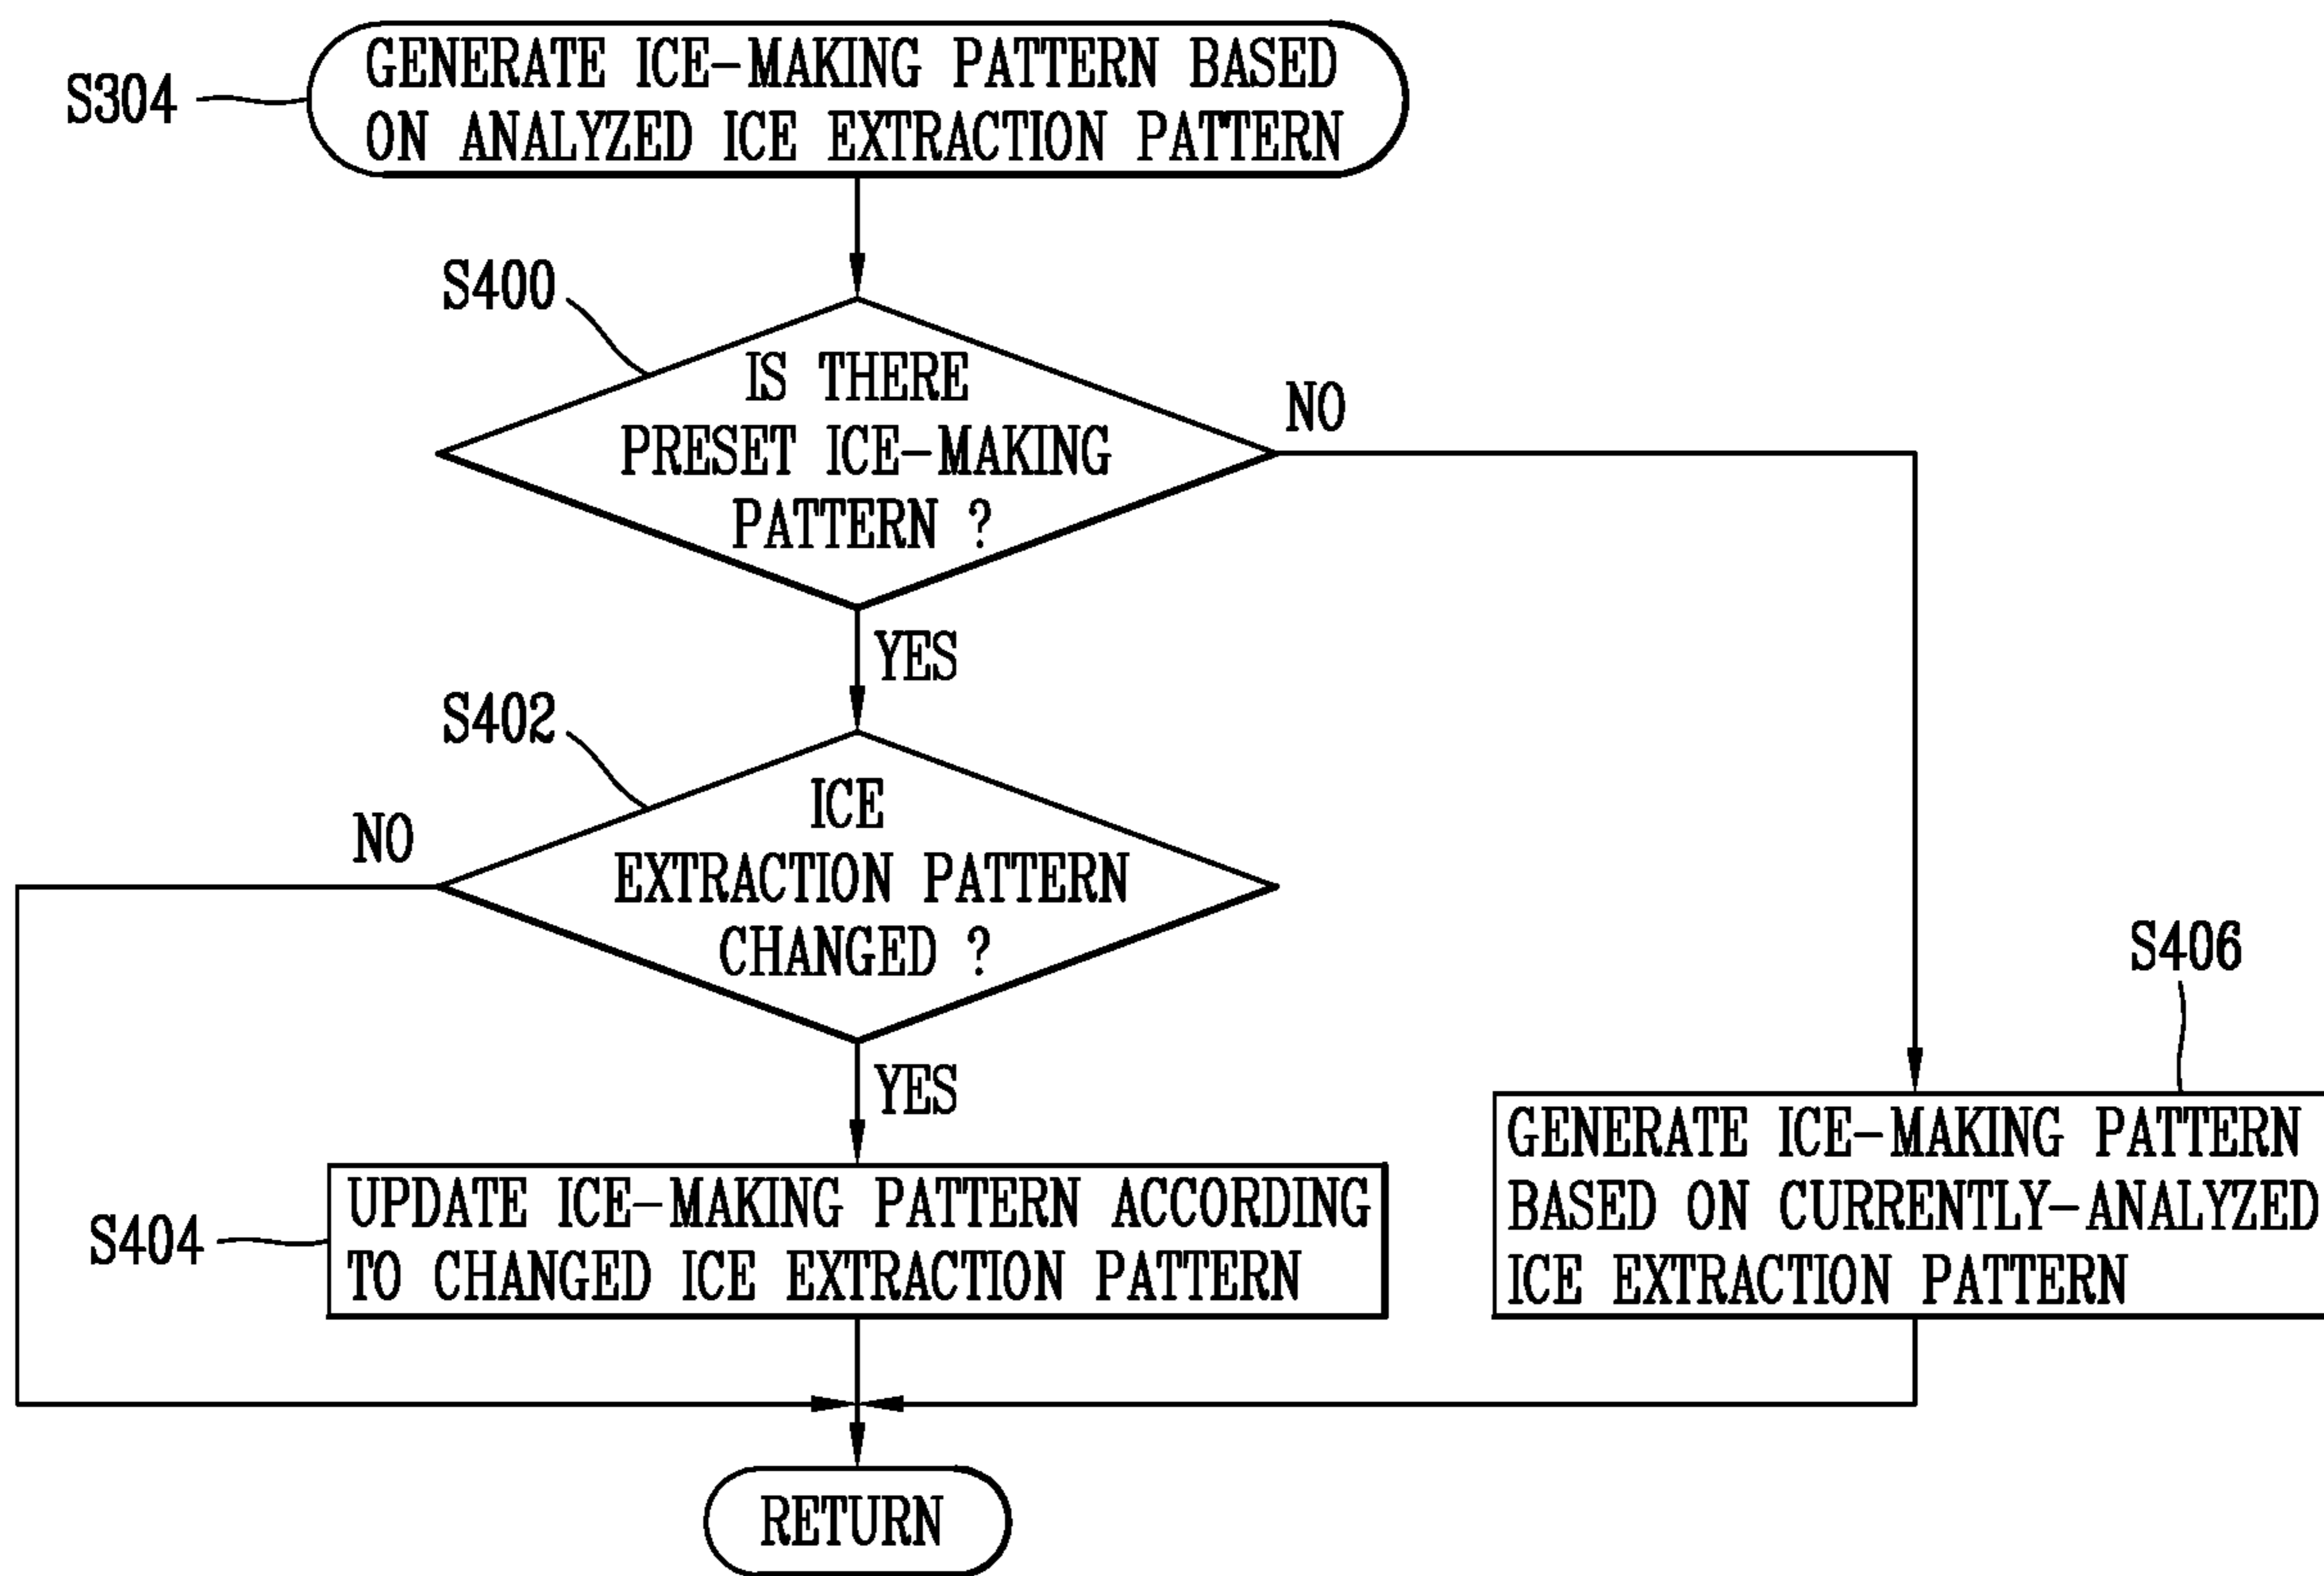 S304
GENERATE ICE-MAKING PATTERN BASED
ON ANALYZED ICE EXTRACTION PATTERN
S400
IS THERE
PRESET ICE-MAKING
PATTERN ?
NO
YES
S402
ICE
EXTRACTION PATTERN
CHANGED ?
NO
YES
S404
UPDATE ICE-MAKING PATTERN ACCORDING
TO CHANGED ICE EXTRACTION PATTERN
S406
GENERATE ICE-MAKING PATTERN
BASED ON CURRENTLY-ANALYZED
ICE EXTRACTION PATTERN
RETURN